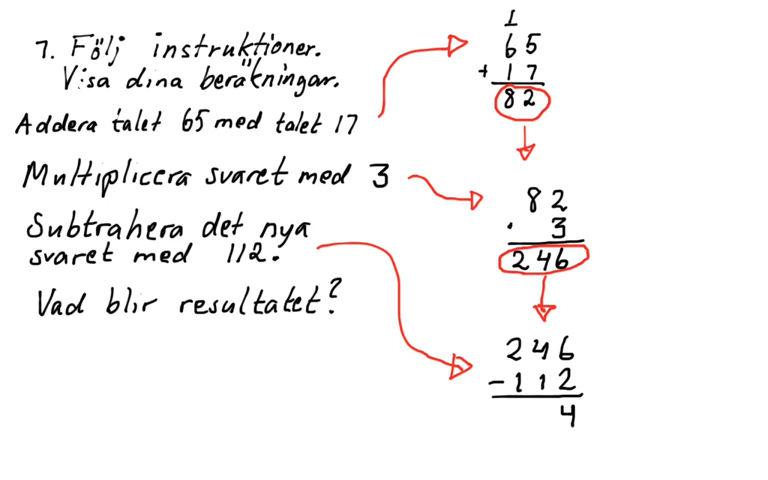 7. Följ instruktioner.
Visa dina beräkningar.
Addera talet 65 med talet 17
Multiplicera svaret med 3
Subtrahera det nya
svaret med 112.
Vad blir resultatet?
1
65
+ 17
82
82
· 3
246
246
- 112
4